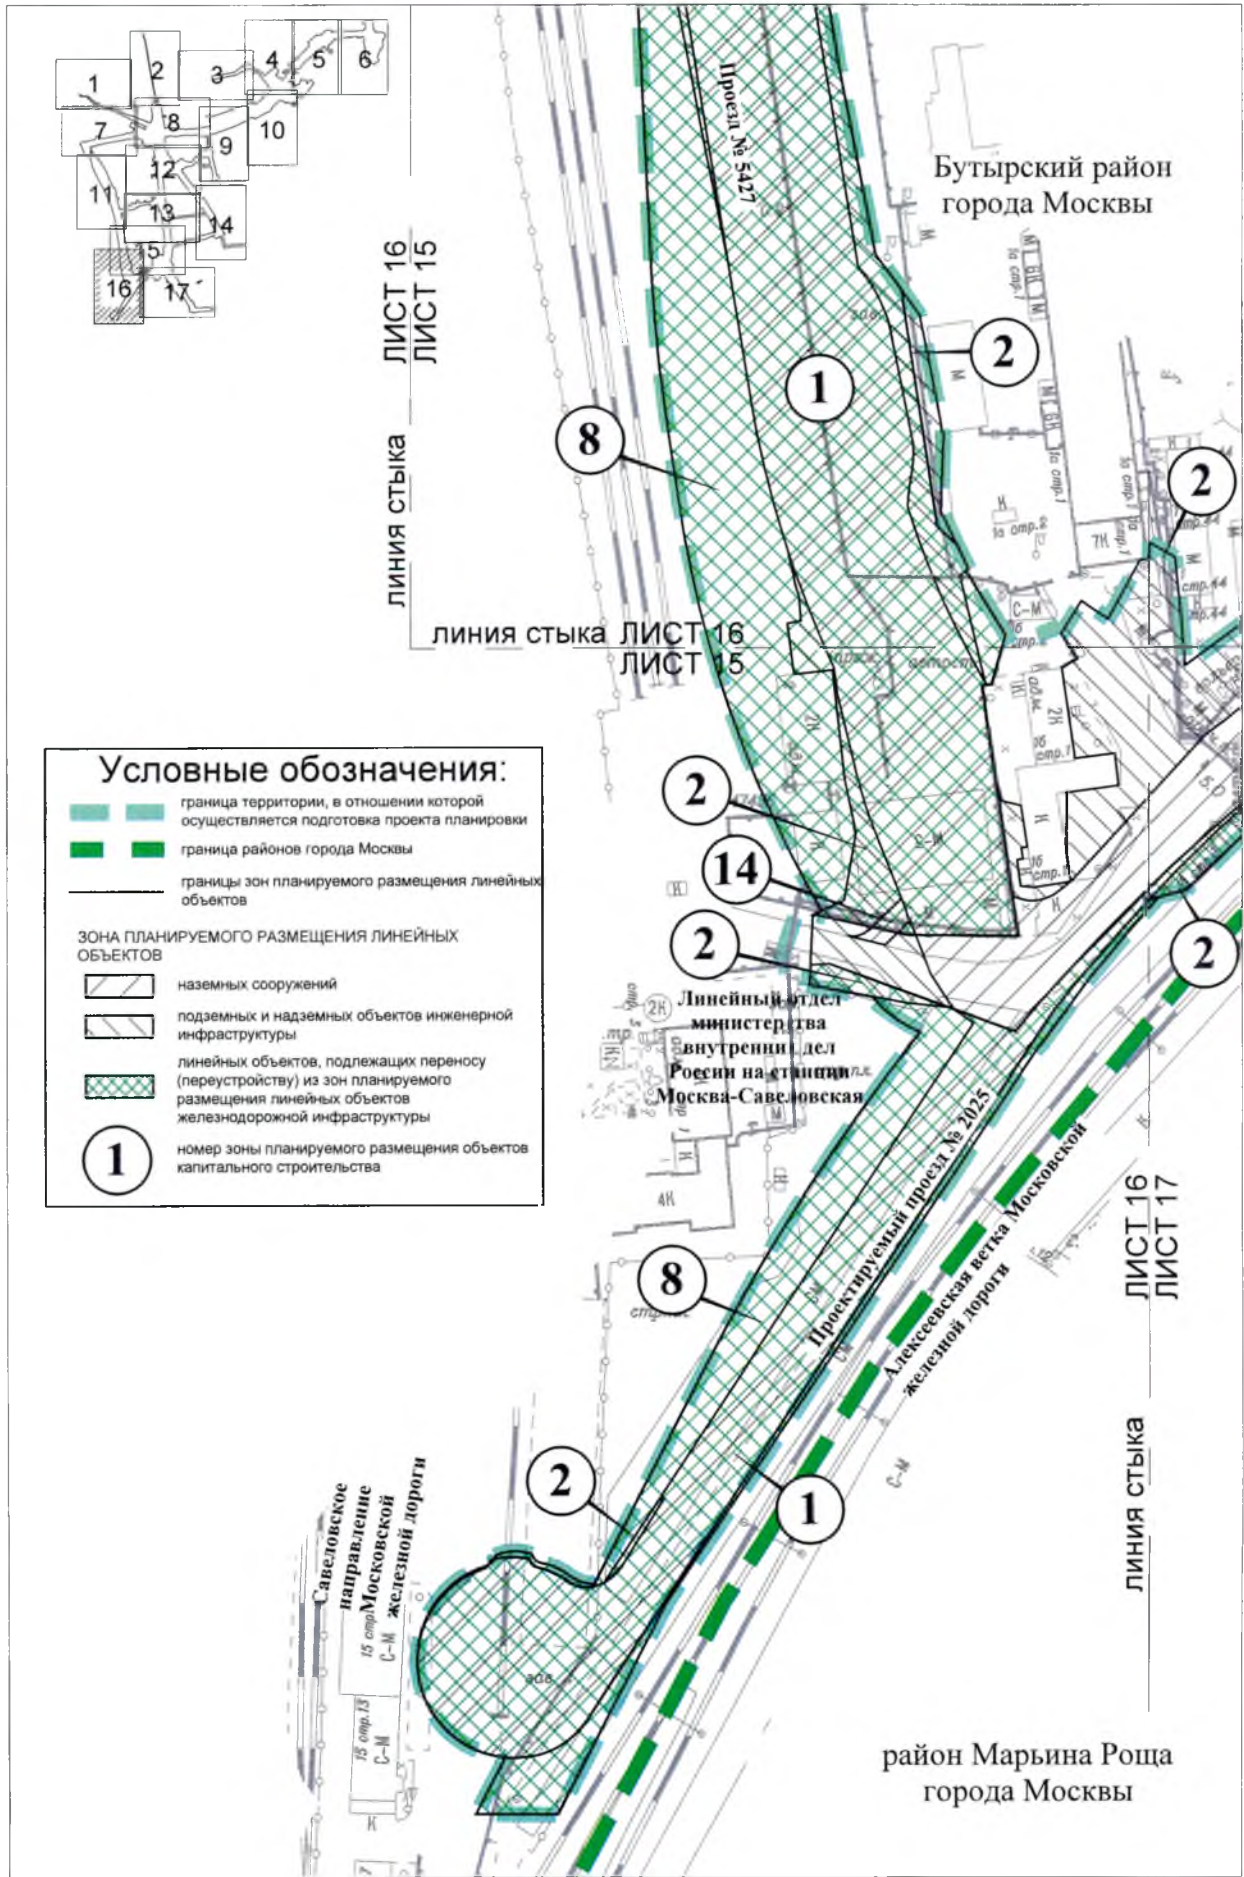 1
2
3
4
5
6
7
8
9
10
11
12
13
14
15
16
17
ЛИСТ 16
ЛИСТ 15
линия стыка
Проезд № 5427
Бутырский район
города Москвы
1
2
8
2
линия стыка ЛИСТ 16
ЛИСТ 15
Условные обозначения:
граница территории, в отношении которой
осуществляется подготовка проекта планировки
граница районов города Москвы
границы зон планируемого размещения линейных
объектов
ЗОНА ПЛАНИРУЕМОГО РАЗМЕЩЕНИЯ ЛИНЕЙНЫХ
ОБЪЕКТОВ
наземных сооружений
подземных и надземных объектов инженерной
инфраструктуры
линейных объектов, подлежащих переносу
(переустройству) из зон планируемого
размещения линейных объектов
железнодорожной инфраструктуры
1
номер зоны планируемого размещения объектов
капитального строительства
2
14
2
2
Линейный отдел
министерства
внутренних дел
России на станции
Москва-Савеловская
Проектируемый проезд № 2025
Алексеевская ветка Московской
железной дороги
ЛИСТ 16
ЛИСТ 17
линия стыка
8
2
1
Савеловское
направление
Московской
железной дороги
15 стр.13
С-М
4К
7К
С-М
зав.
С-М
К
район Марьина Роща
города Москвы